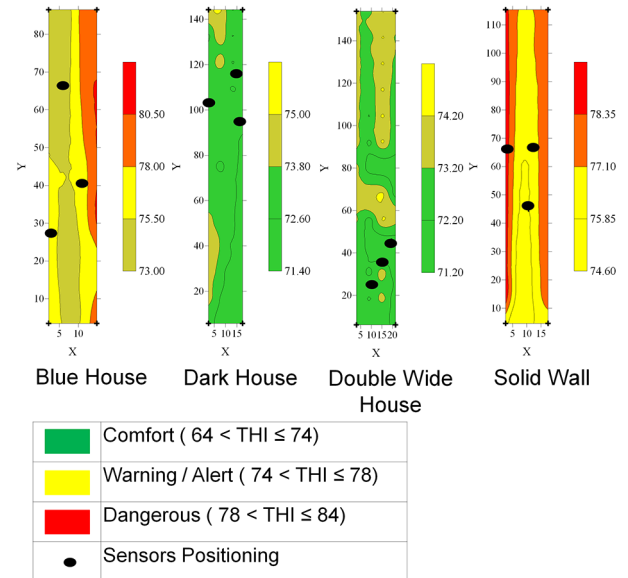 80
70
60
50
40
30
20
10
Y
5 10
X
80.50
78.00
75.50
73.00
140
120
100
80
60
40
20
Y
5 10 15
X
75.00
73.80
72.60
71.40
140
120
100
80
60
40
20
Y
5 10 15 20
X
74.20
73.20
72.20
71.20
110
100
90
80
70
60
50
40
30
20
10
Y
5 10 15
X
78.35
77.10
75.85
74.60
Blue House
Dark House
Double Wide
House
Solid Wall
Comfort ( 64 < THI ≤ 74)
Warning / Alert ( 74 < THI ≤ 78)
Dangerous ( 78 < THI ≤ 84)
Sensors Positioning